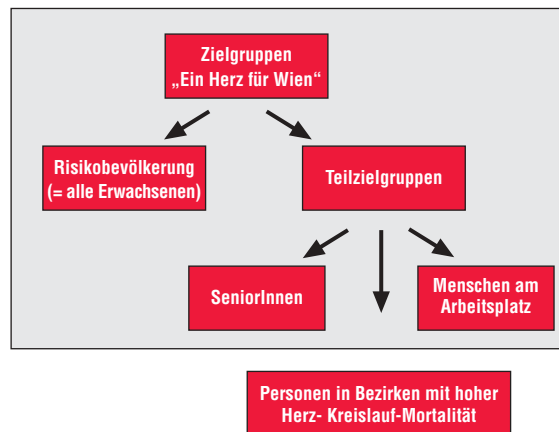 Zielgruppen
„Ein Herz für Wien“
Risikobevölkerung
(= alle Erwachsenen)
Teilzielgruppen
SeniorInnen
Menschen am
Arbeitsplatz
Personen in Bezirken mit hoher
Herz- Kreislauf-Mortalität